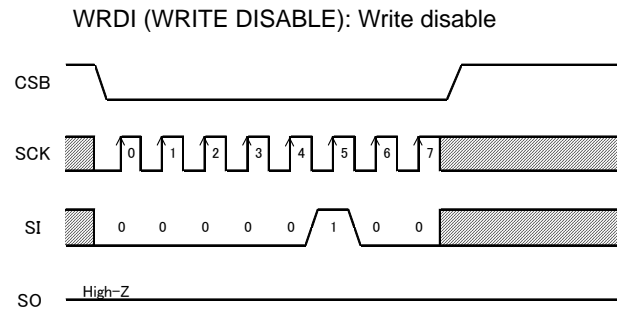 WRDI (WRITE DISABLE): Write disable
CSB
SCK 0 1 2 3 4 5 6 7
SI 0 0 0 0 0 1 0 0
High-Z
SO